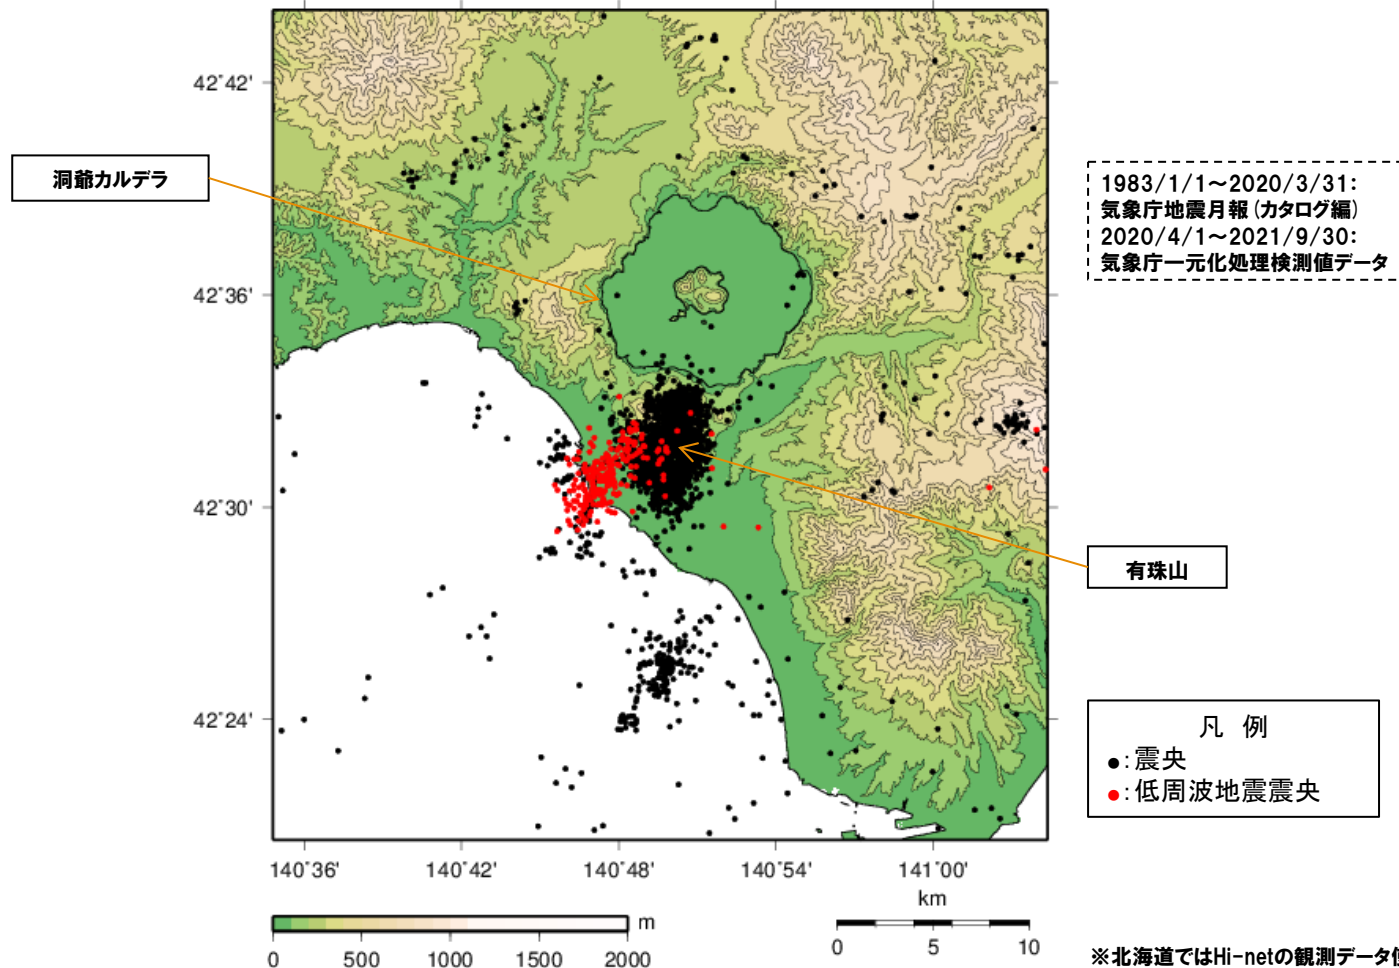 42°42'
洞爺カルデラ
1983/1/1～2020/3/31:
気象庁地震月報(カタログ編)
2020/4/1～2021/9/30:
気象庁一元化処理検測値データ
42°36'
42°30'
有珠山
42°24'
凡 例
●:震央
●:低周波地震震央
140°36'
140°42'
140°48'
140°54'
141°00'
km
m
0
500
1000
1500
2000
0
5
10
※北海道ではHi-netの観測データ